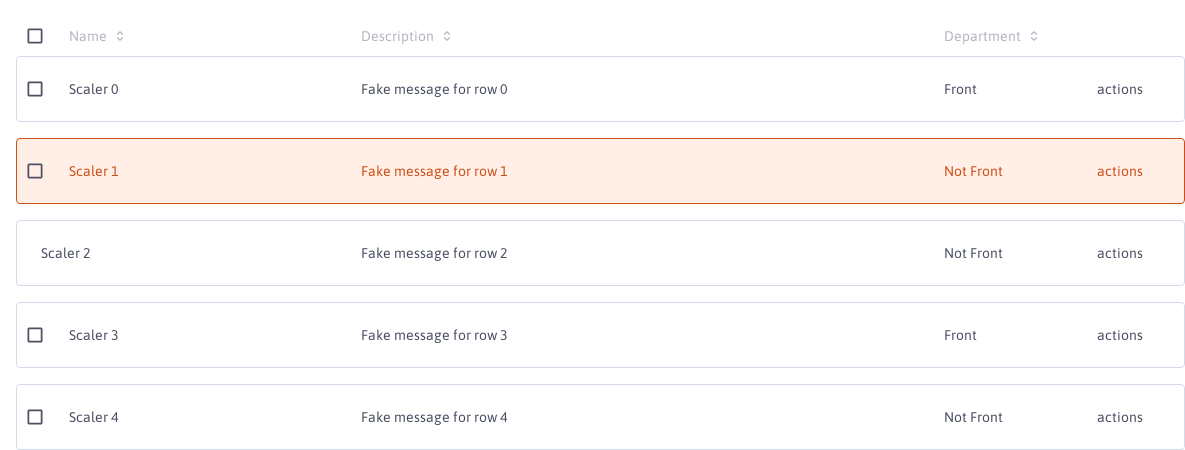 Name Description Department
Scaler 0 Fake message for row 0 Front actions
Scaler 1 Fake message for row 1 Not Front actions
Scaler 2 Fake message for row 2 Not Front actions
Scaler 3 Fake message for row 3 Front actions
Scaler 4 Fake message for row 4 Not Front actions